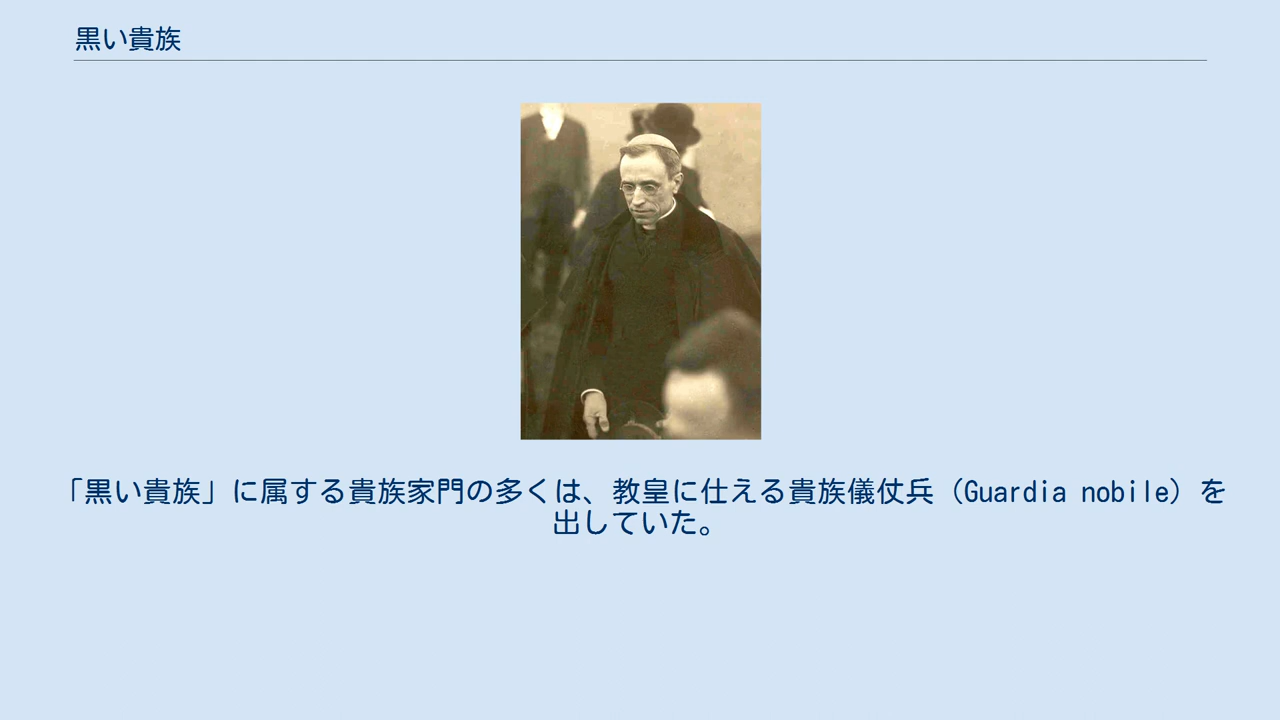 黒い貴族
「黒い貴族」に属する貴族家門の多くは、教皇に仕える貴族儀仗兵（Guardia nobile）を
出していた。